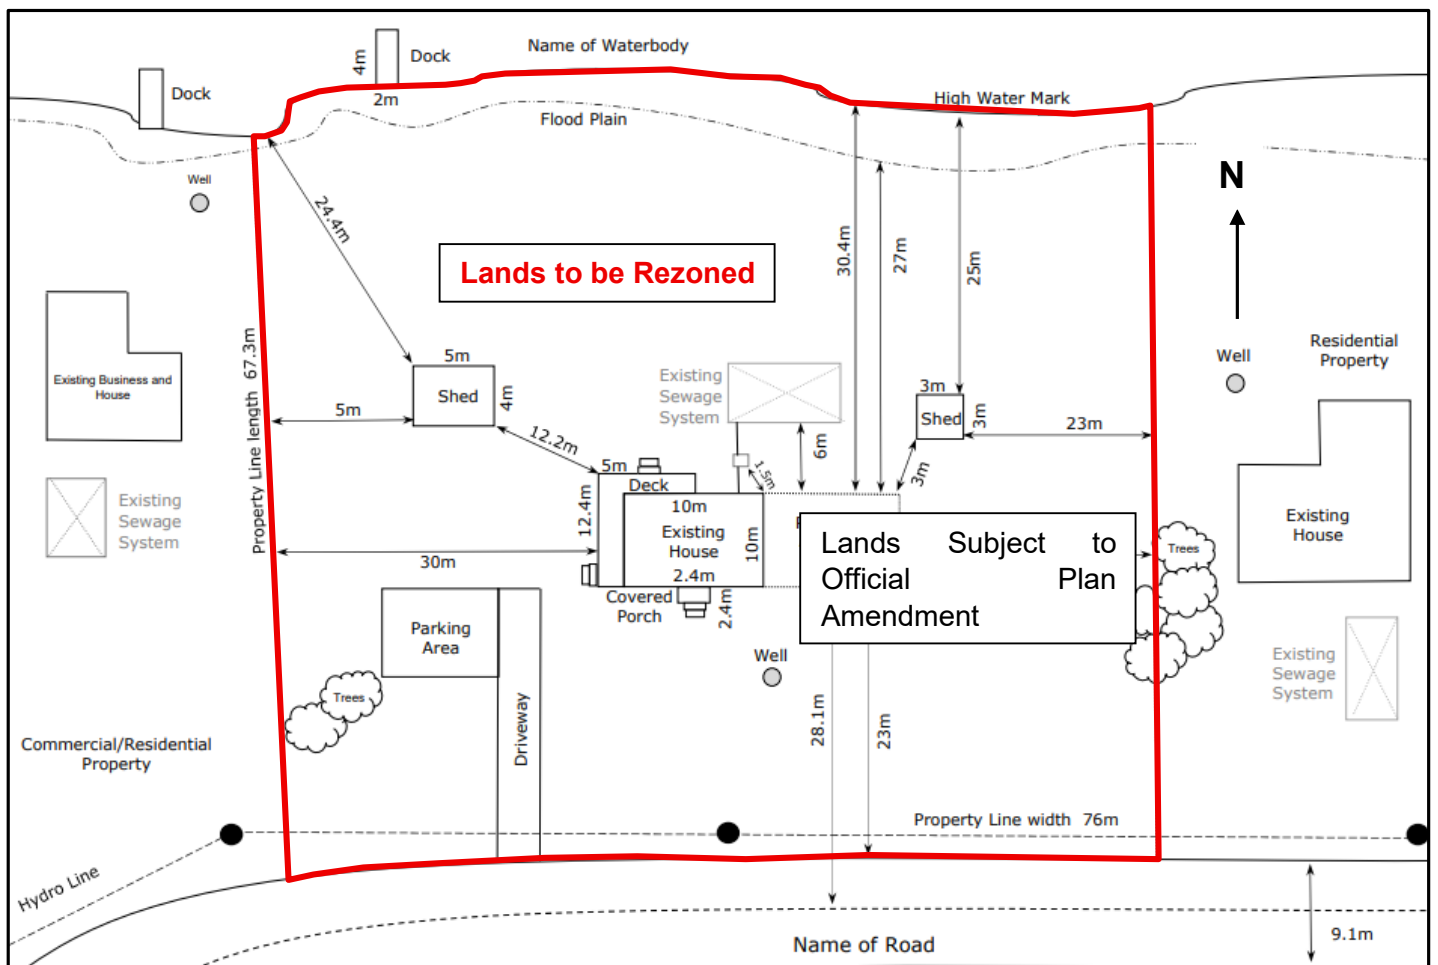 Name of Waterbody
Dock
4m
Dock
2m
High Water Mark
Flood Plain
Well
N
24.4m
30.4m
27m
25m
Lands to be Rezoned
Residential
Property
Well
Existing Business and
House
Property Line length 67.3m
5m
Shed
4m
5m
Existing
Sewage
System
3m
Shed
3m
23m
12.2m
6m
3m
1.5m
5m
Deck
12.4m
10m
Existing
House
10m
2.4m
30m
Covered
Porch
2.4m
Existing
Sewage
System
Lands Subject to
Official Plan
Amendment
Trees
Existing
House
Parking
Area
Well
Existing
Sewage
System
Trees
Driveway
28.1m
23m
Commercial/Residential
Property
Property Line width 76m
Hydro Line
Name of Road
9.1m